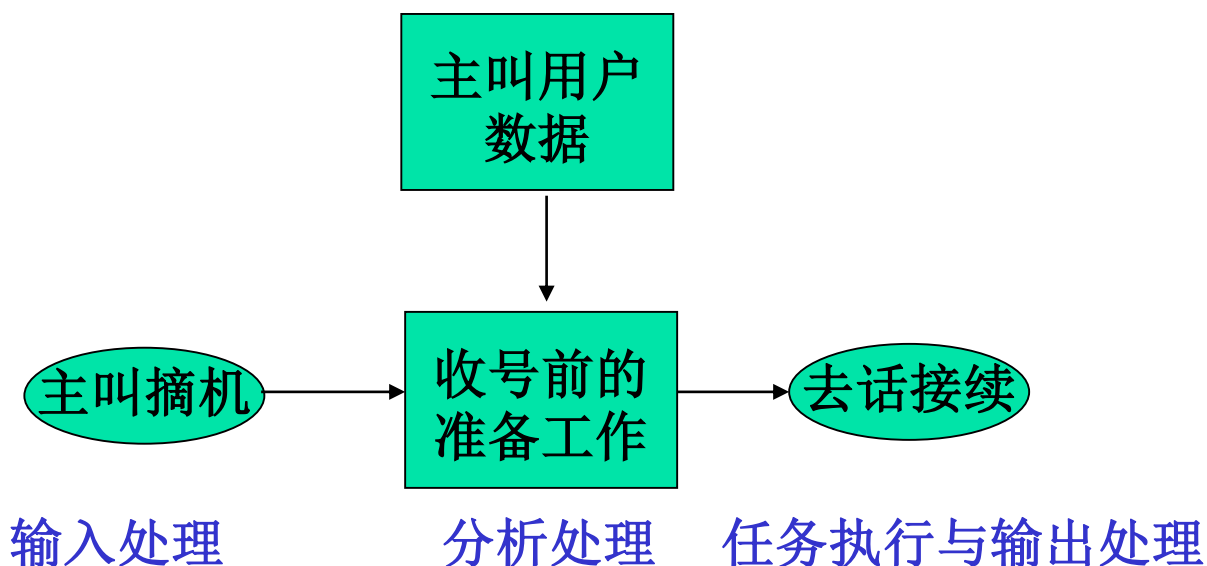 主叫用户
数据
主叫摘机
收号前的
准备工作
去话接续
输入处理
分析处理
任务执行与输出处理